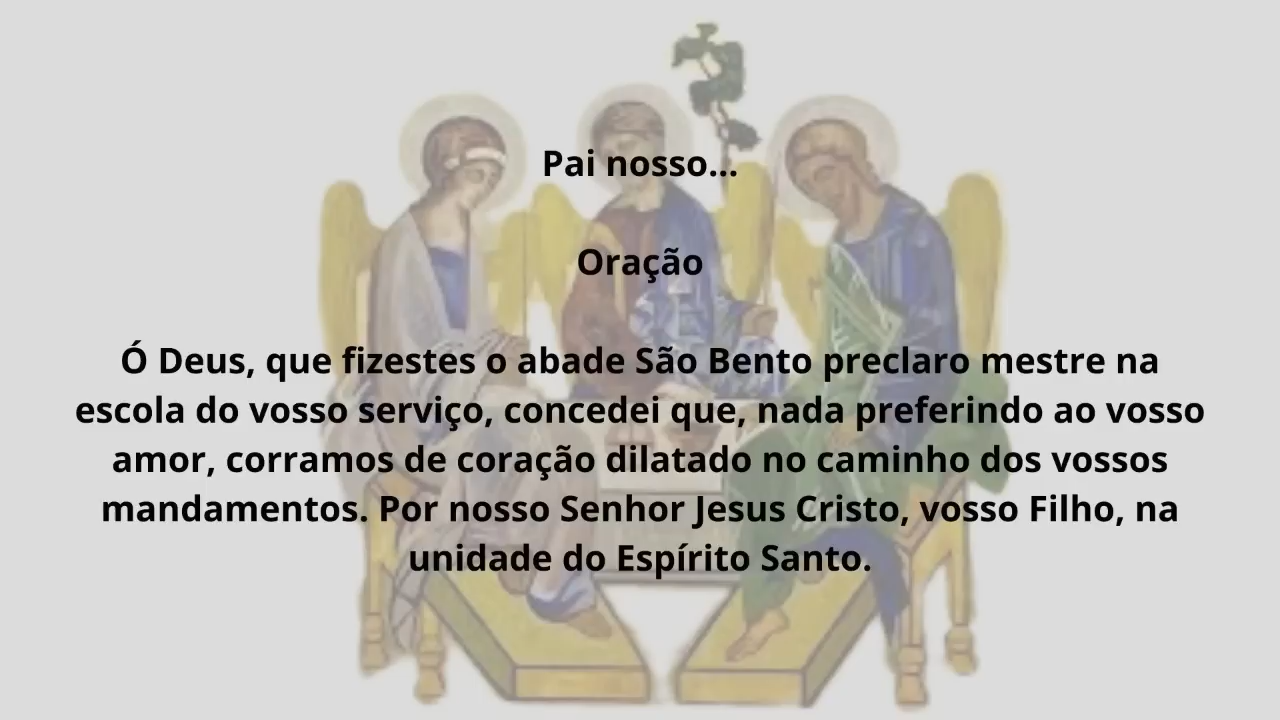 Pai nosso...
Oração
Ó Deus, que fizestes o abade São Bento preclaro mestre na
escola do vosso serviço, concedei que, nada preferindo ao vosso
amor, corramos de coração dilatado no caminho dos vossos
mandamentos. Por nosso Senhor Jesus Cristo, vosso Filho, na
unidade do Espírito Santo.